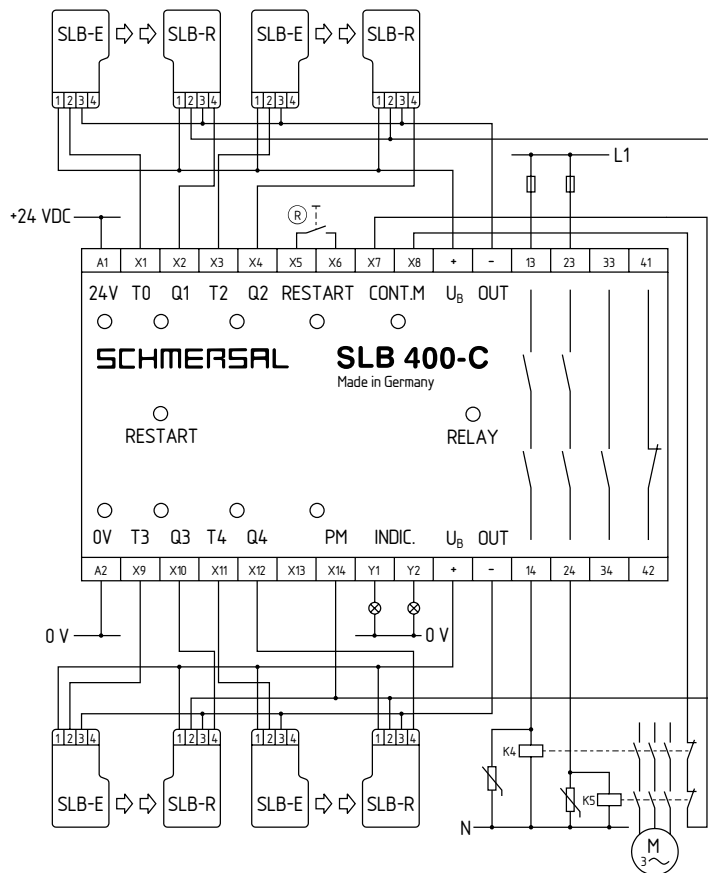 SLB-E SLB-R SLB-E SLB-R
1 2 3 4 1 2 3 4 1 2 3 4 1 2 3 4
L1
+24 VDC
R
A1 X1 X2 X3 X4 X5 X6 X7 X8 + - 13 23 33 41
24V T0 Q1 T2 Q2 RESTART CONT.M UB OUT
SCHMERSAL SLB 400-C
Made in Germany
RESTART RELAY
0V T3 Q3 T4 Q4 PM INDIC. UB OUT
A2 X9 X10 X11 X12 X13 X14 Y1 Y2 + - 14 24 34 42
0 V 0 V
1 2 3 4 1 2 3 4 1 2 3 4 1 2 3 4
SLB-E SLB-R SLB-E SLB-R
K4
K5
N
M
3~